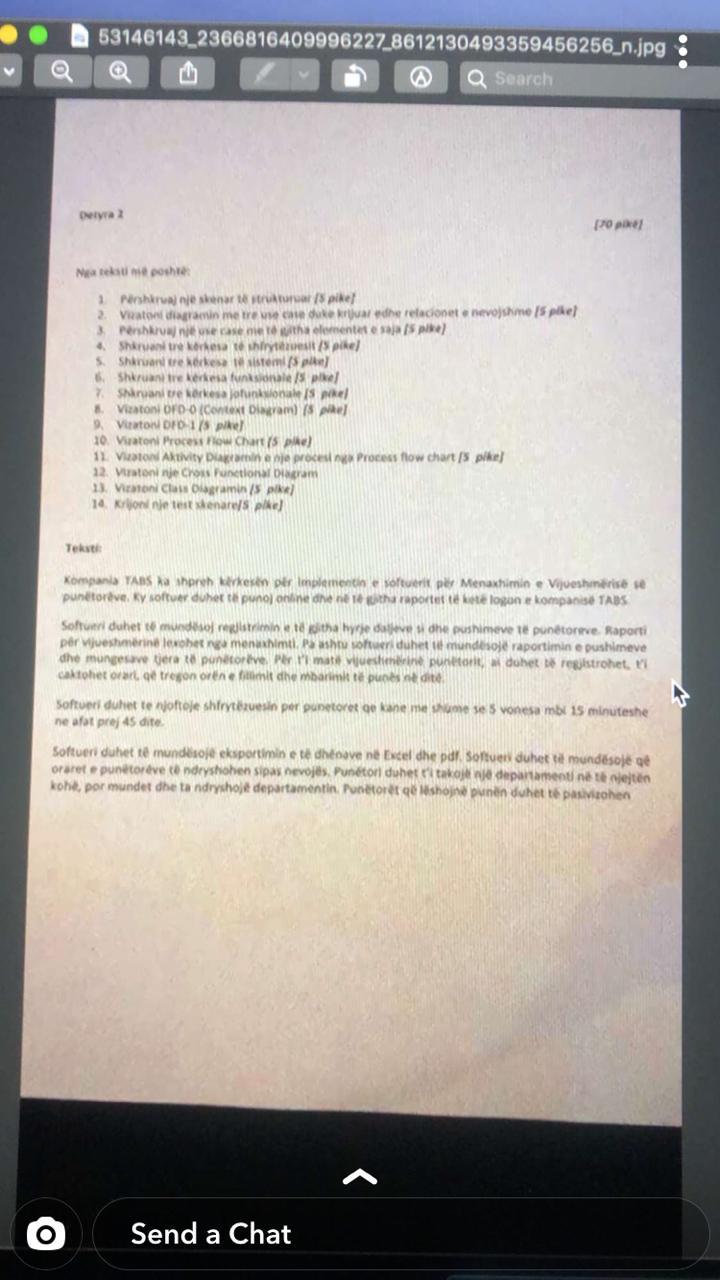 53146143_2366816409996227_8612130493359456256_n.jpg
Search
Detyra 2
[70 pikë]
Nga teksti më poshtë:
1. Përshkruaj një skenar të strukturuar [5 pike]
2. Vizatoni diagramin me tre use case duke krijuar edhe relacionet e nevojshme [5 pike]
3. Përshkruaj një use case me të gjitha elementet e saja [5 pike]
4. Shkruani tre kërkesa të shfrytëzuesit [5 pike]
5. Shkruani tre kërkesa të sistemi [5 pike]
6. Shkruani tre kërkesa funksionale [5 pike]
7. Shkruani tre kërkesa jofunksionale [5 pike]
8. Vizatoni DFD-0 (Context Diagram) [5 pike]
9. Vizatoni DFD-1 [5 pike]
10. Vizatoni Process Flow Chart [5 pike]
11. Vizatoni Aktivity Diagramin e nje procesi nga Process flow chart [5 pike]
12. Vizatoni nje Cross Functional Diagram
13. Vizatoni Class Diagramin [5 pike]
14. Krijoni nje test skenare[5 pike]
Teksti:
Kompania TABS ka shpreh kërkesën për implementin e softuerit për Menaxhimin e Vijueshmërisë së
punëtorëve. Ky softuer duhet të punoj online dhe në të gjitha raportet të ketë logon e kompanisë TABS.
Softueri duhet të mundësoj regjistrimin e të gjitha hyrje daljeve si dhe pushimeve të punëtoreve. Raporti
për vijueshmërinë lexohet nga menaxhimti. Pa ashtu softueri duhet të mundësojë raportimin e pushimeve
dhe mungesave tjera të punëtorëve. Për t'i matë vijueshmërinë punëtorit, ai duhet të regjistrohet, t'i
caktohet orari, që tregon orën e fillimit dhe mbarimit të punës në ditë.
Softueri duhet te njoftoje shfrytëzuesin per punetoret qe kane me shume se 5 vonesa mbi 15 minuteshe
ne afat prej 45 dite.
Softueri duhet të mundësojë eksportimin e të dhënave në Excel dhe pdf. Softueri duhet të mundësojë që
oraret e punëtorëve të ndryshohen sipas nevojës. Punëtori duhet t'i takojë një departamenti në të njejtën
kohë, por mundet dhe ta ndryshojë departamentin. Punëtorët që lëshojnë punën duhet të pasivizohen
Send a Chat